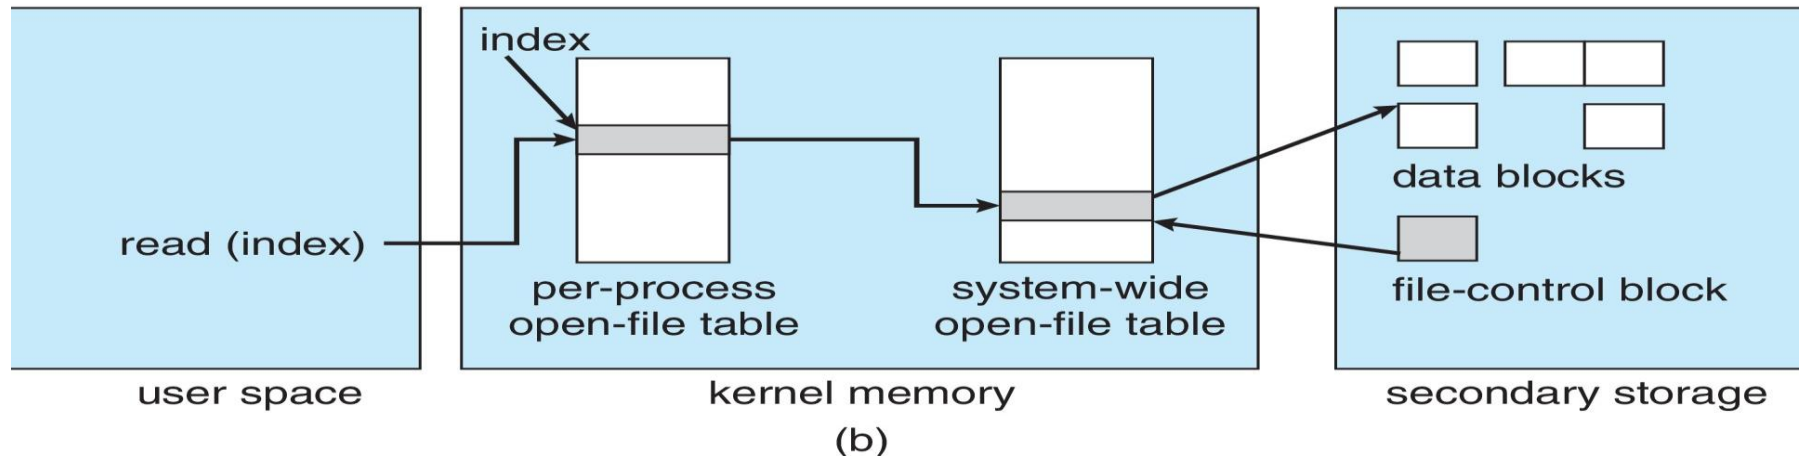 index
read (index)
per-process
open-file table
system-wide
open-file table
data blocks
file-control block
user space
kernel memory
secondary storage
(b)